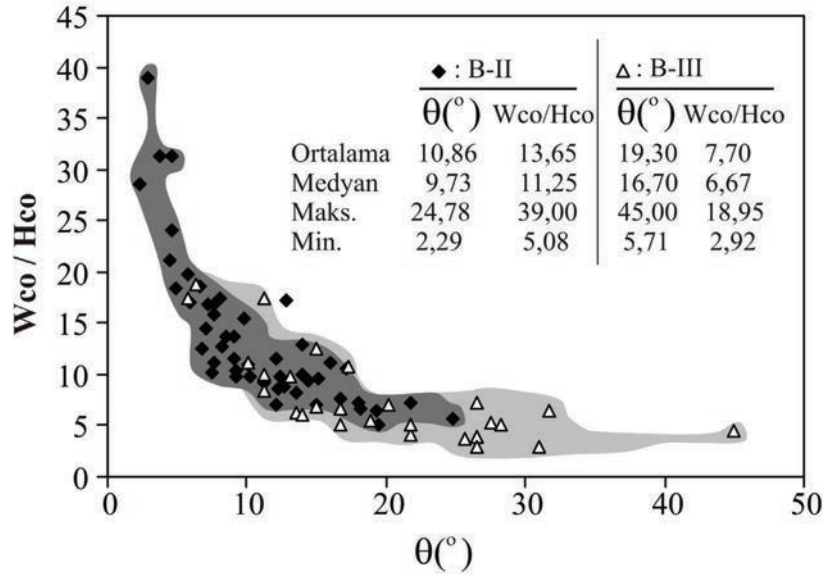 ◆ : B-II △ : B-III
θ(°) Wco/Hco θ(°) Wco/Hco
Ortalama 10,86 13,65 19,30 7,70
Medyan 9,73 11,25 16,70 6,67
Maks. 24,78 39,00 45,00 18,95
Min. 2,29 5,08 5,71 2,92
Wco / Hco
45
40
35
30
25
20
15
10
5
0
0 10 20 30 40 50
θ(°)